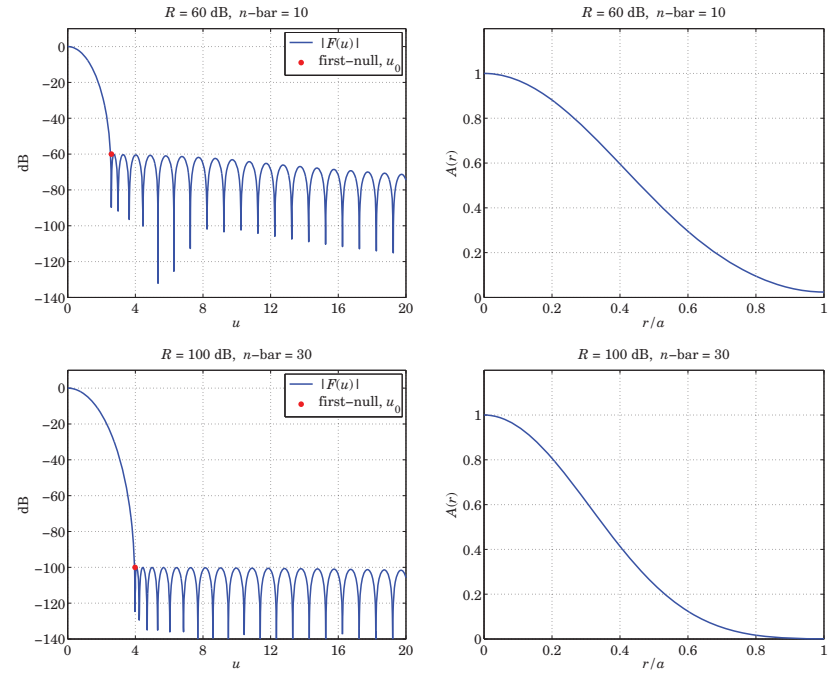 R = 60 dB, n−bar = 10
0
−20
−40
−60
−80
−100
−120
−140
dB
0 4 8 12 16 20
u
|F(u)|
first−null, u0
R = 60 dB, n−bar = 10
1
0.8
0.6
0.4
0.2
0
A(r)
0 0.2 0.4 0.6 0.8 1
r/a
R = 100 dB, n−bar = 30
0
−20
−40
−60
−80
−100
−120
−140
dB
0 4 8 12 16 20
u
|F(u)|
first−null, u0
R = 100 dB, n−bar = 30
1
0.8
0.6
0.4
0.2
0
A(r)
0 0.2 0.4 0.6 0.8 1
r/a